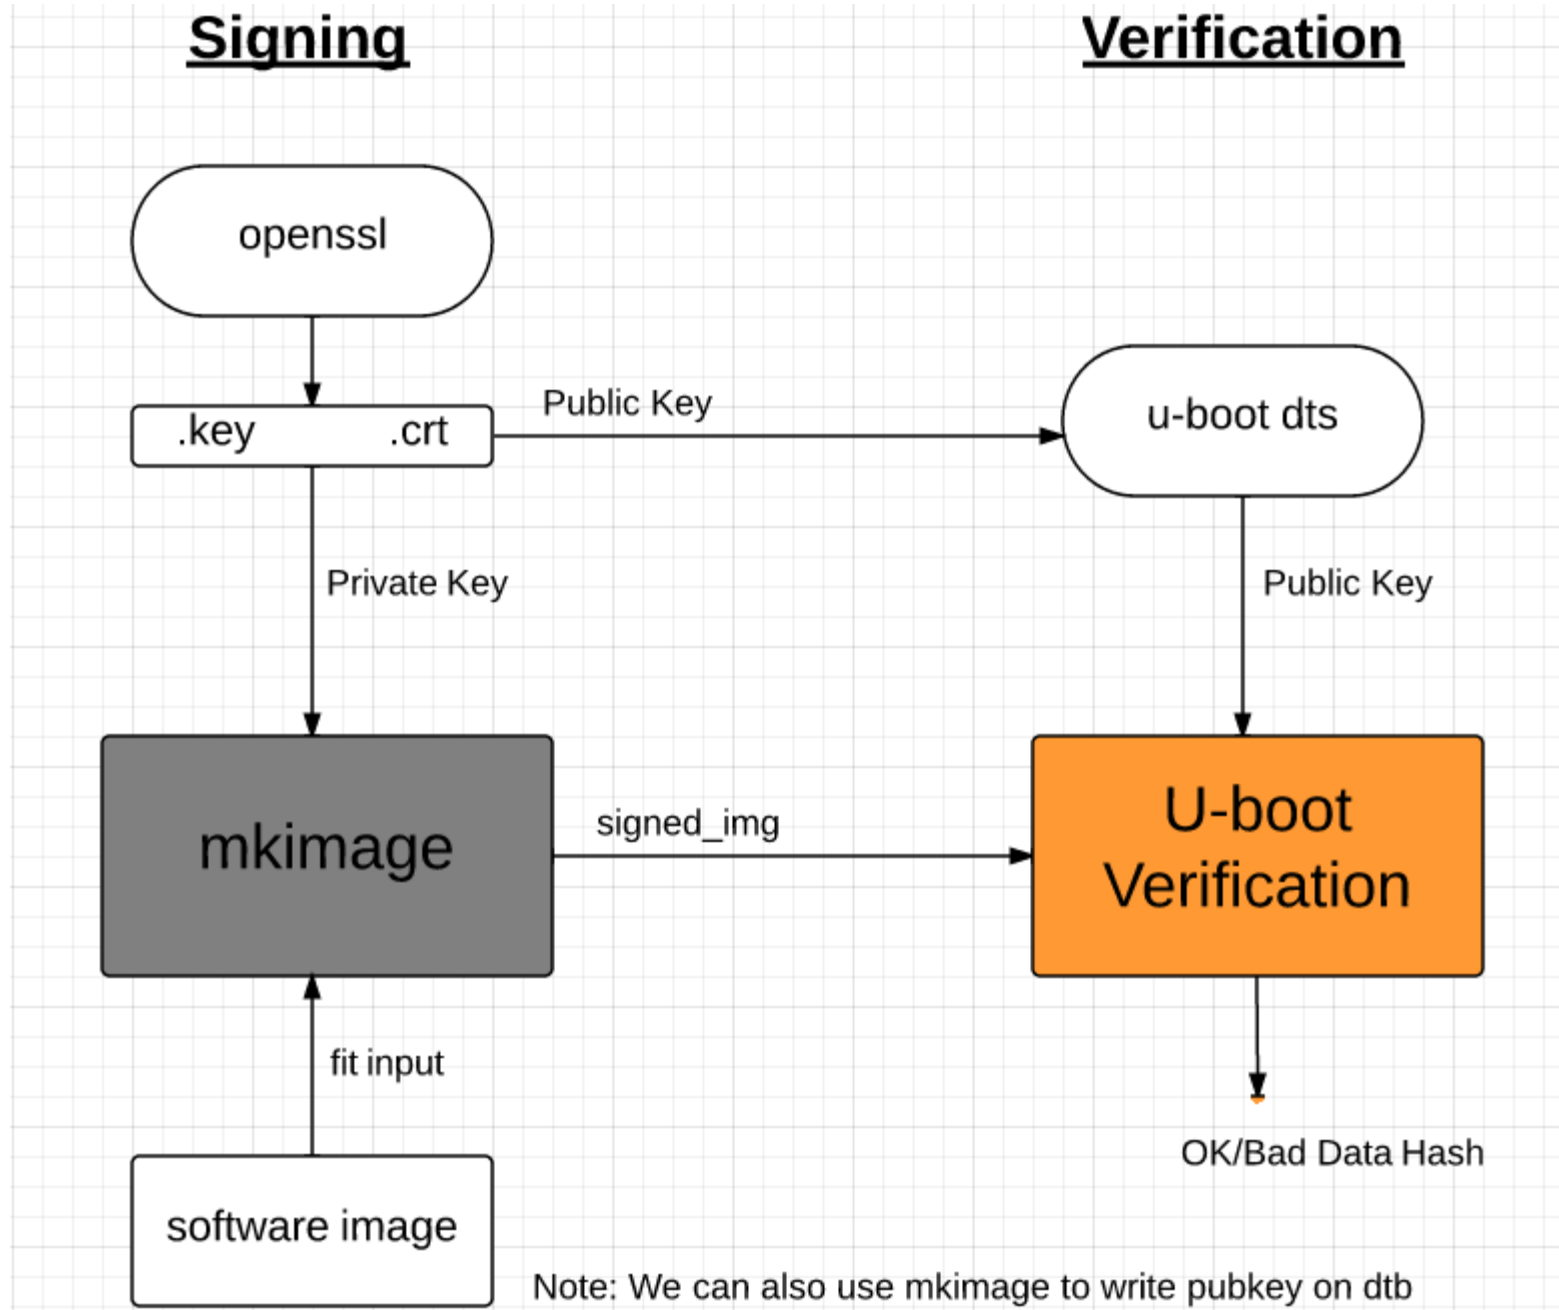 Signing
Verification
openssl
.key .crt
Public Key
u-boot dts
Private Key
Public Key
mkimage
signed_img
U-boot
Verification
fit input
OK/Bad Data Hash
software image
Note: We can also use mkimage to write pubkey on dtb